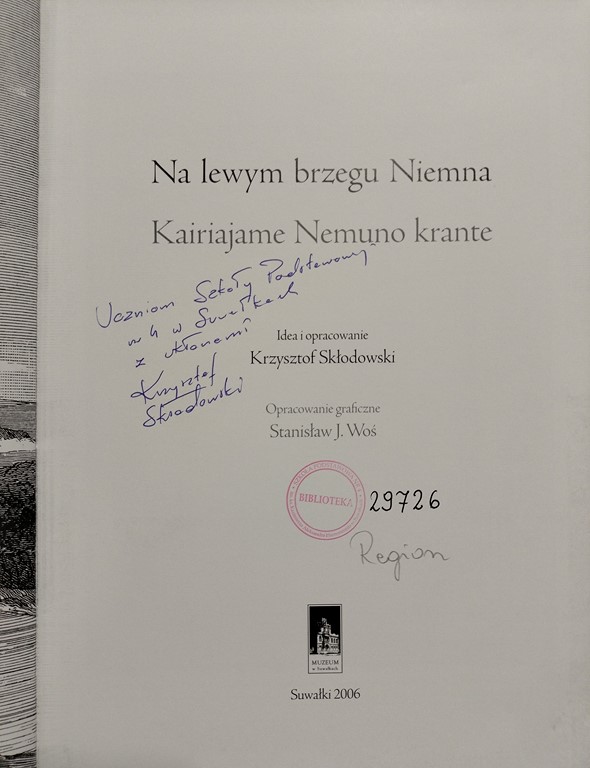 Na lewym brzegu Niemna
Kairiajame Nemuno krante
Uczniom Szkoły Podstawowej
nr 4 w Suwałkach
z ukłonami
Krzysztof
Skłodowski
Idea i opracowanie
Krzysztof Skłodowski
Opracowanie graficzne
Stanisław J. Woś
BIBLIOTEKA
29726
Region
MUZEUM
w Suwałkach
Suwałki 2006